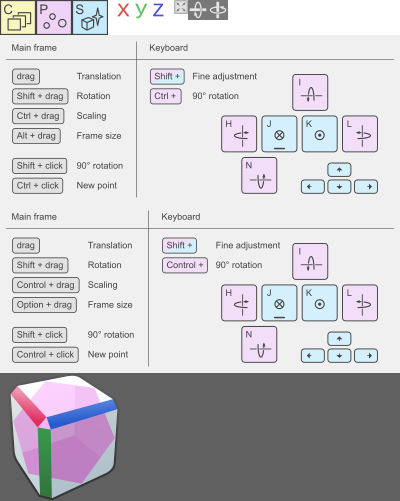 C P S x y z
Main frame Keyboard
drag Translation Shift + Fine adjustment
Shift + drag Rotation Ctrl + 90° rotation
I
Ctrl + drag Scaling
Alt + drag Frame size
H J K L
Shift + click 90° rotation
N
Ctrl + click New point
Main frame Keyboard
drag Translation Shift + Fine adjustment
Shift + drag Rotation Control + 90° rotation
I
Control + drag Scaling
Option + drag Frame size
H J K L
Shift + click 90° rotation
N
Control + click New point